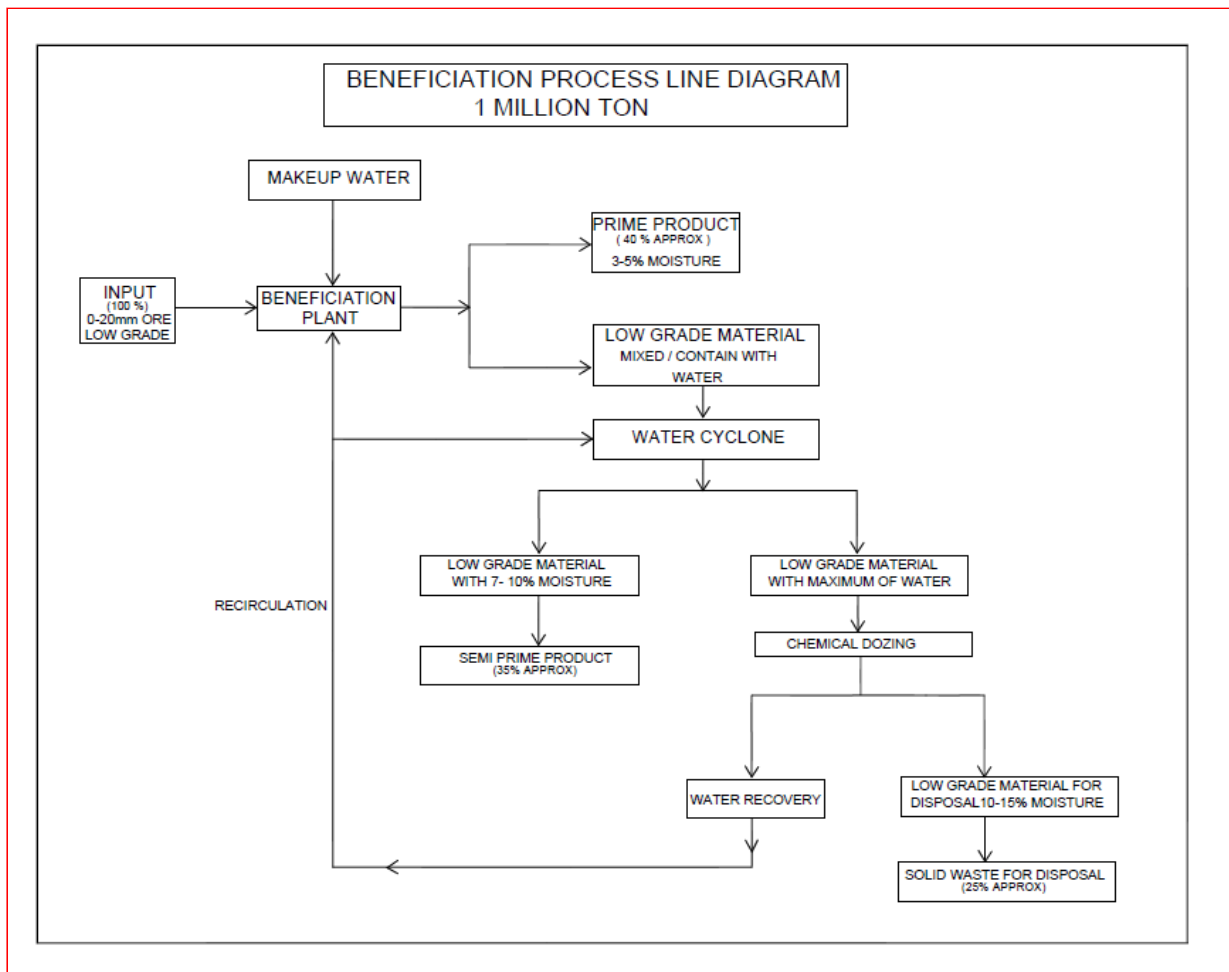 BENEFICIATION PROCESS LINE DIAGRAM
1 MILLION TON
MAKEUP WATER
PRIME PRODUCT
( 40 % APPROX )
3-5% MOISTURE
INPUT
(100 %)
0-20mm ORE
LOW GRADE
BENEFICIATION
PLANT
LOW GRADE MATERIAL
MIXED / CONTAIN WITH
WATER
WATER CYCLONE
LOW GRADE MATERIAL
WITH 7- 10% MOISTURE
LOW GRADE MATERIAL
WITH MAXIMUM OF WATER
RECIRCULATION
CHEMICAL DOZING
SEMI PRIME PRODUCT
(35% APPROX)
WATER RECOVERY
LOW GRADE MATERIAL FOR
DISPOSAL10-15% MOISTURE
SOLID WASTE FOR DISPOSAL
(25% APPROX)